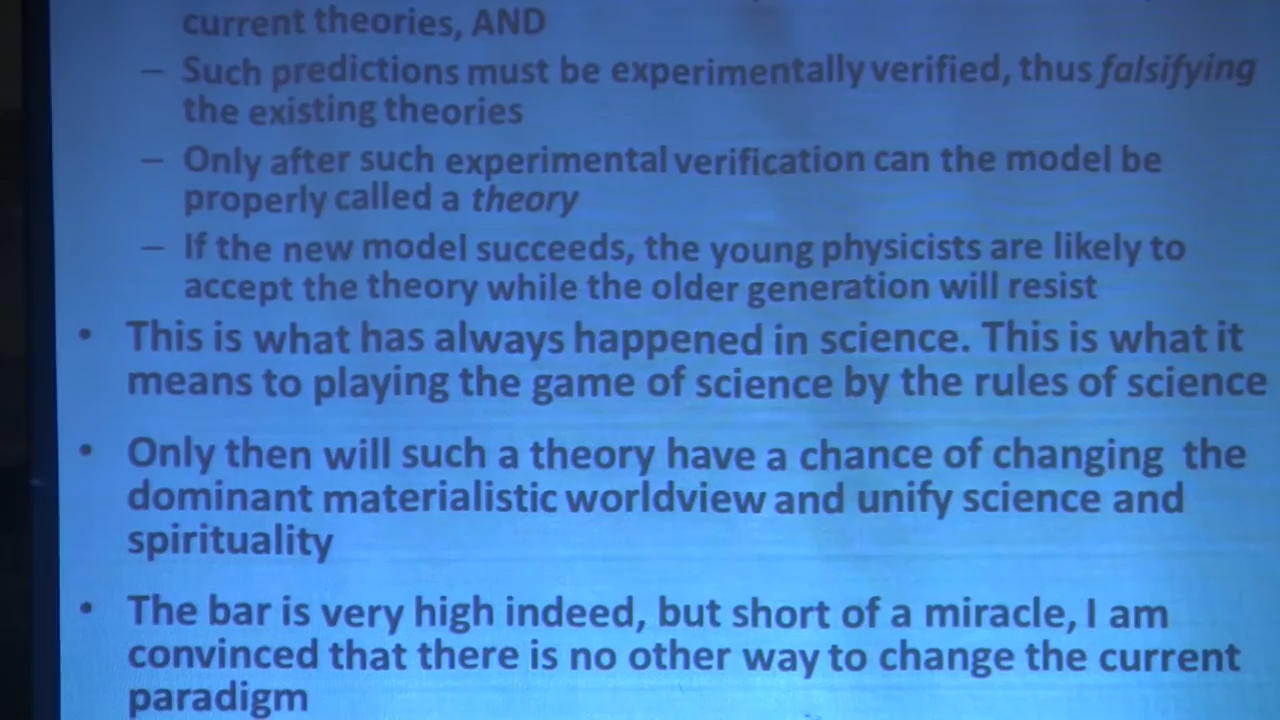 current theories, AND
– Such predictions must be experimentally verified, thus falsifying
the existing theories
– Only after such experimental verification can the model be
properly called a theory
– If the new model succeeds, the young physicists are likely to
accept the theory while the older generation will resist
• This is what has always happened in science. This is what it
means to playing the game of science by the rules of science
• Only then will such a theory have a chance of changing the
dominant materialistic worldview and unify science and
spirituality
• The bar is very high indeed, but short of a miracle, I am
convinced that there is no other way to change the current
paradigm